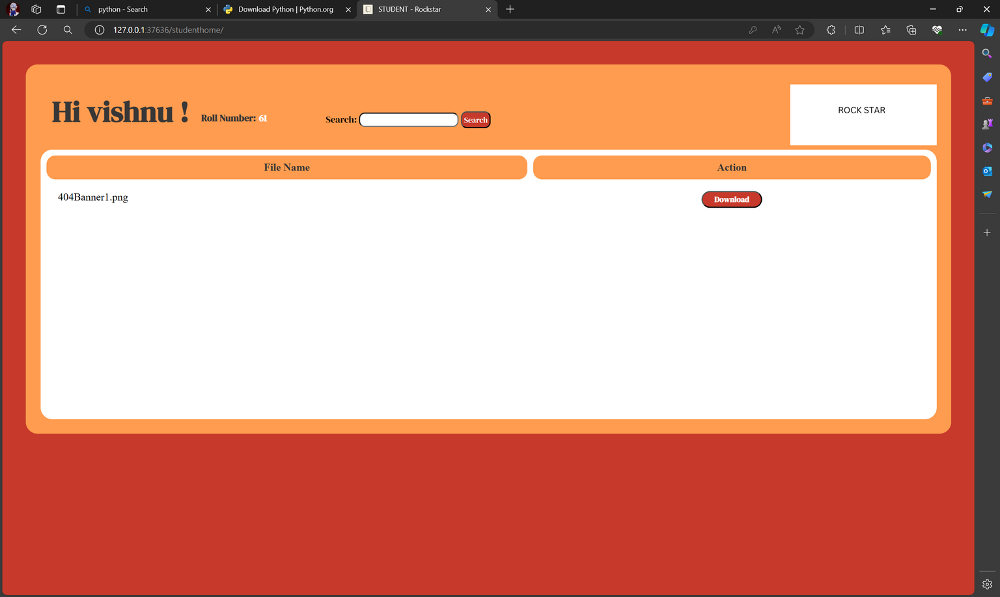 python - Search
Download Python | Python.org
STUDENT - Rockstar
127.0.0.1:37636/studenthome/
Hi vishnu !
Roll Number: 61
Search:
Search
ROCK STAR
File Name
Action
404Banner1.png
Download